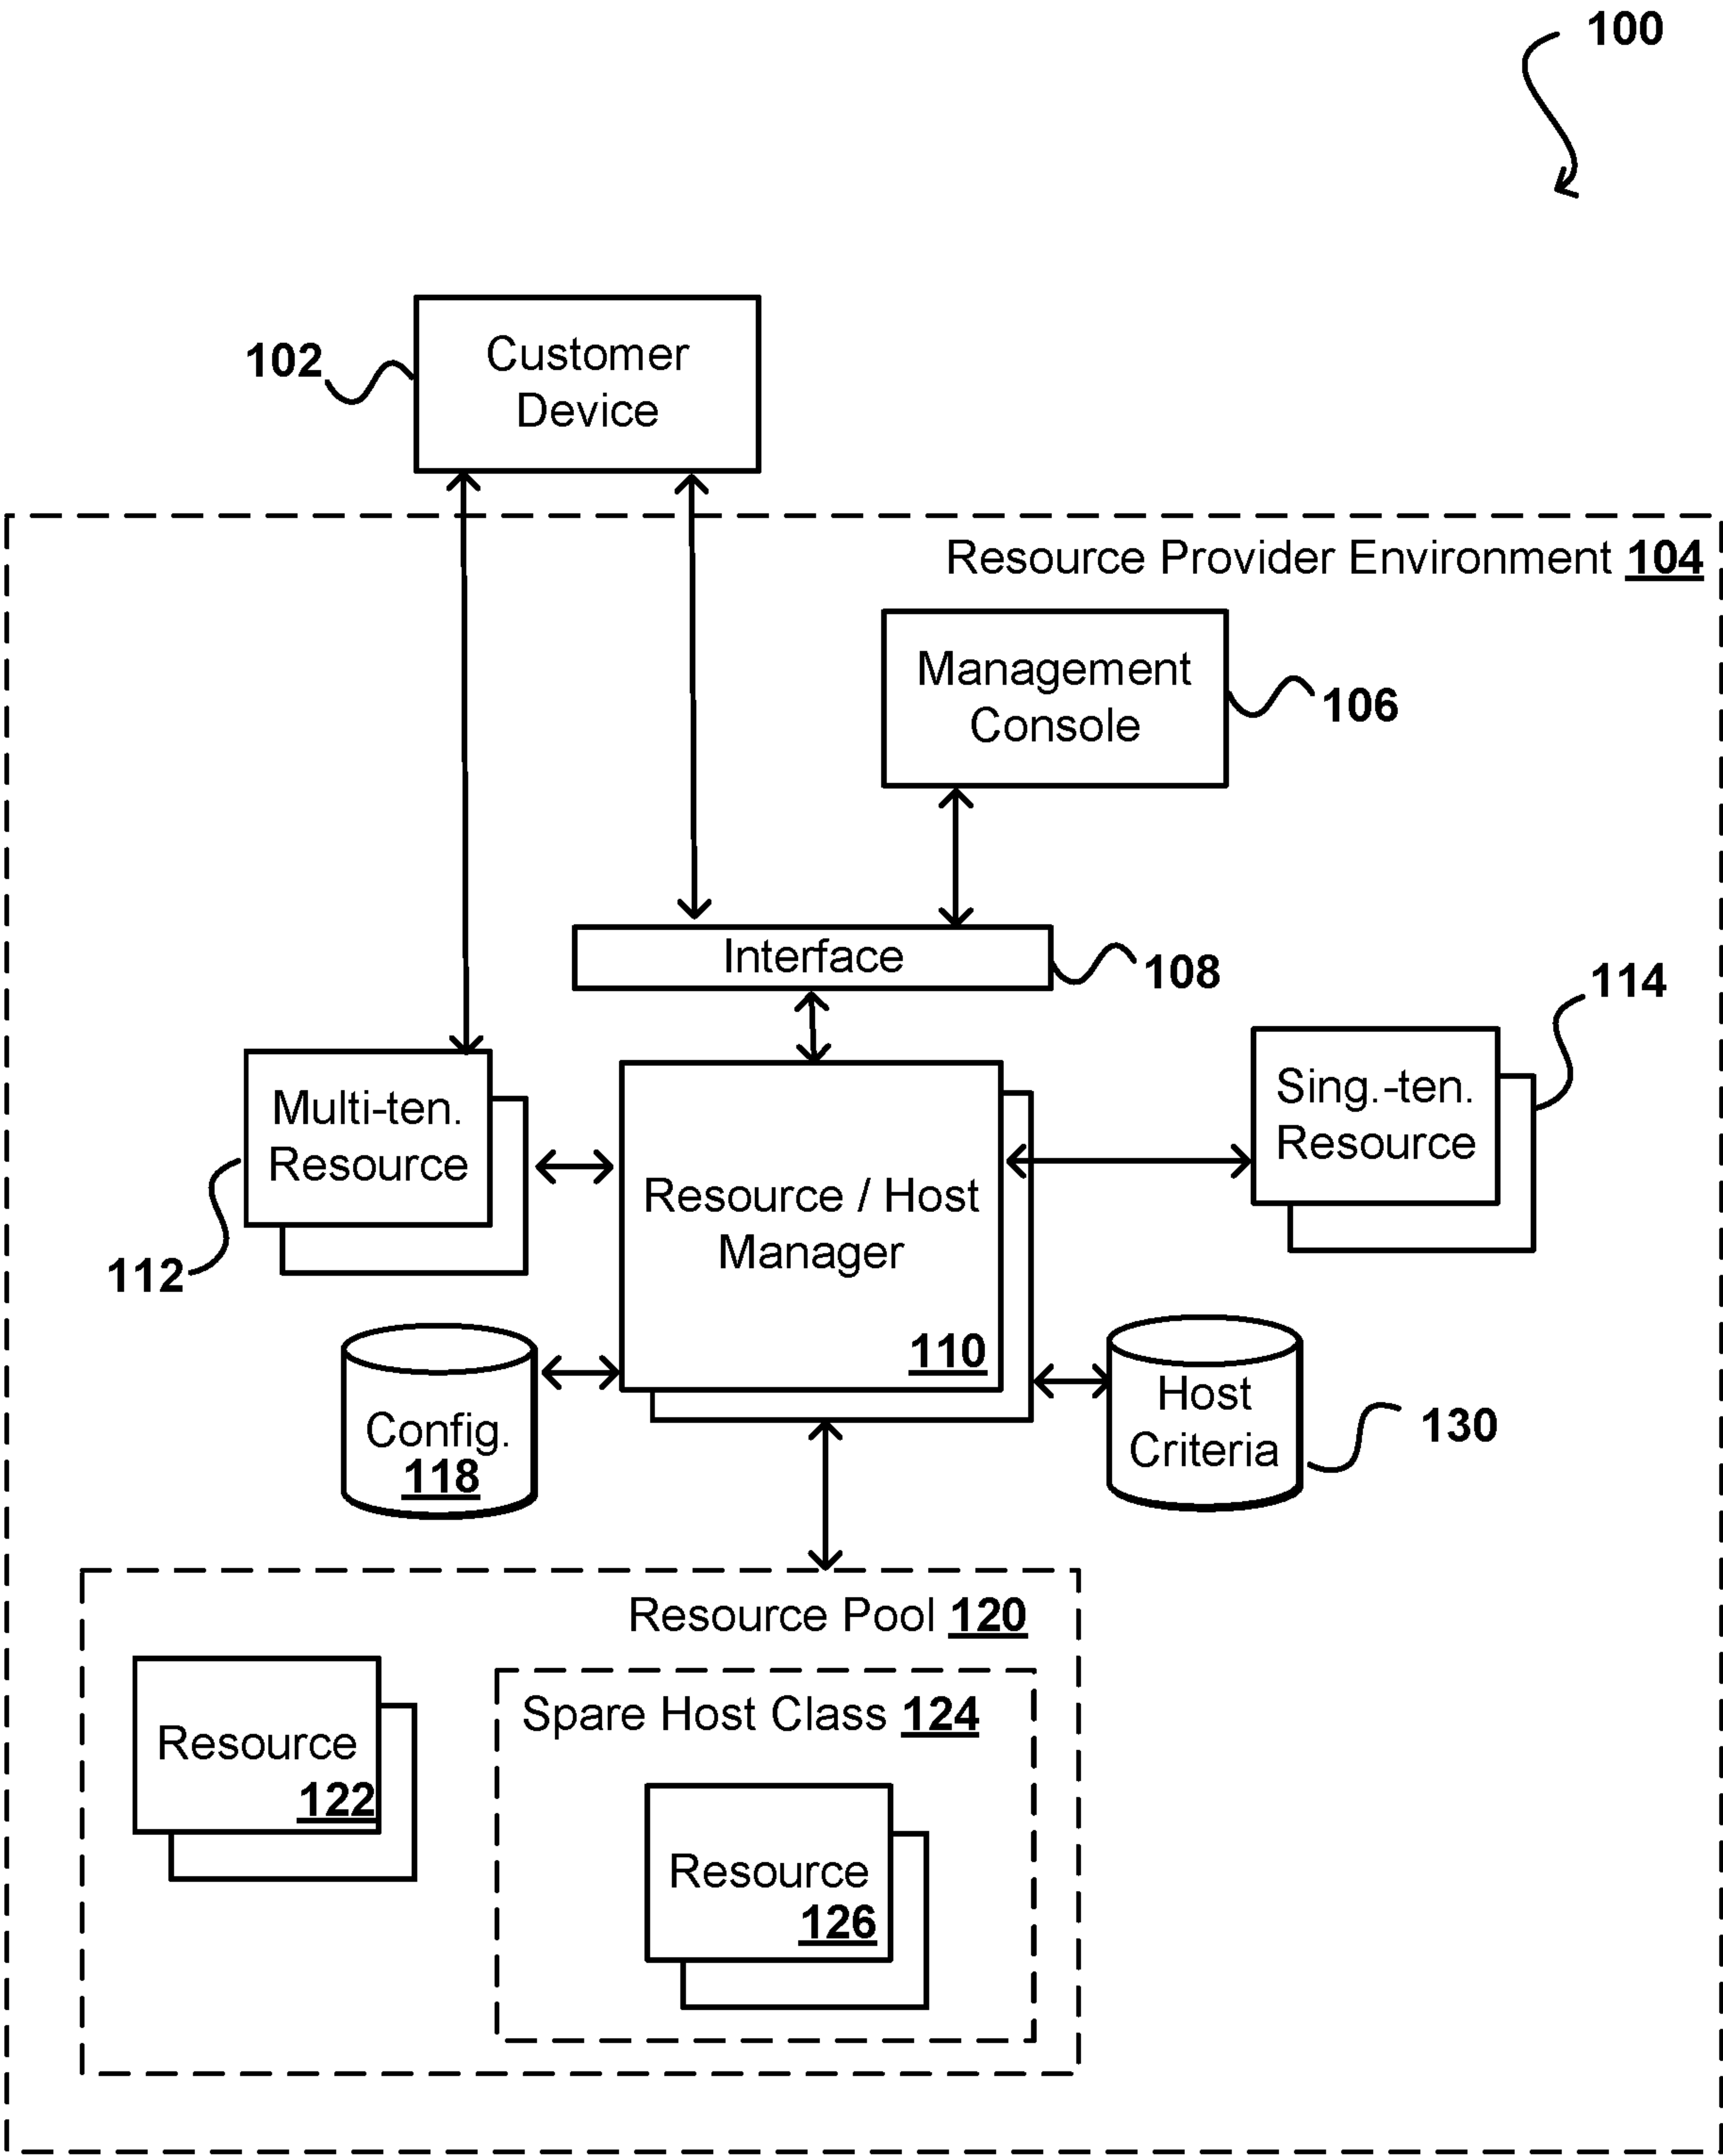 100
Customer
Device
102
Resource Provider Environment 104
Management
Console
106
Interface
108
114
Multi-ten.
Resource
112
Resource / Host
Manager
110
Sing.-ten.
Resource
Config.
118
Host
Criteria
130
Resource Pool 120
Resource
122
Spare Host Class 124
Resource
126